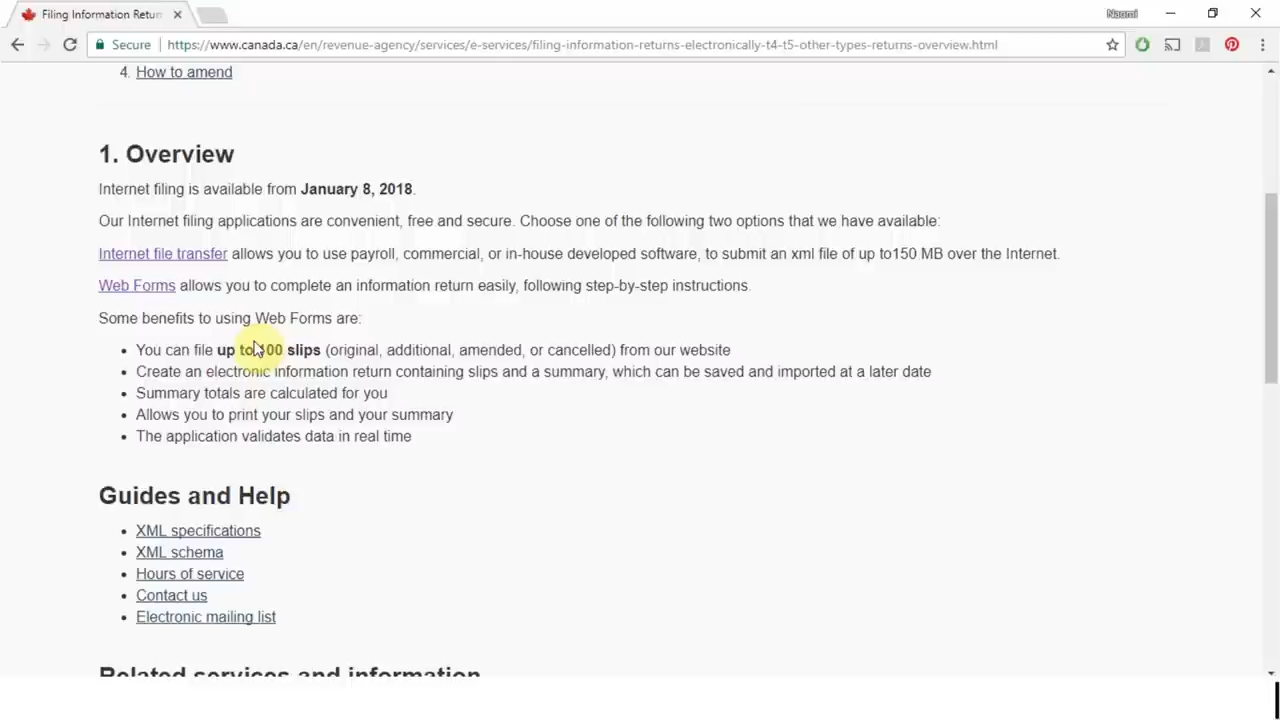 Filing Information Retur
Naomi
Secure
https://www.canada.ca/en/revenue-agency/services/e-services/filing-information-returns-electronically-t4-t5-other-types-returns-overview.html
4. How to amend
1. Overview
Internet filing is available from January 8, 2018.
Our Internet filing applications are convenient, free and secure. Choose one of the following two options that we have available:
Internet file transfer allows you to use payroll, commercial, or in-house developed software, to submit an xml file of up to150 MB over the Internet.
Web Forms allows you to complete an information return easily, following step-by-step instructions.
Some benefits to using Web Forms are:
You can file up to 100 slips (original, additional, amended, or cancelled) from our website
Create an electronic information return containing slips and a summary, which can be saved and imported at a later date
Summary totals are calculated for you
Allows you to print your slips and your summary
The application validates data in real time
Guides and Help
XML specifications
XML schema
Hours of service
Contact us
Electronic mailing list
Related services and information